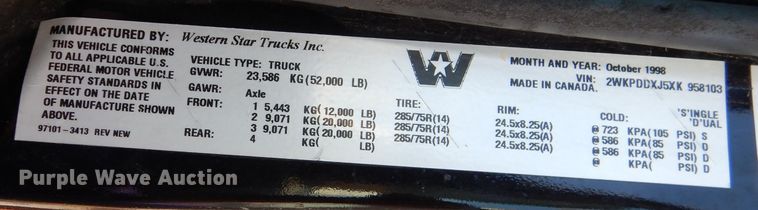 MANUFACTURED BY: Western Star Trucks Inc.
THIS VEHICLE CONFORMS
TO ALL APPLICABLE U.S.
FEDERAL MOTOR VEHICLE
SAFETY STANDARDS IN
EFFECT ON THE DATE
OF MANUFACTURE SHOWN
ABOVE.
97101-3413 REV NEW
VEHICLE TYPE: TRUCK
GVWR: 23,586 KG(52,000 LB)
GAWR: Axle
FRONT: 1 5,443 KG(12,000 LB)
2 9,071 KG(20,000 LB)
REAR: 3 9,071 KG(20,000 LB)
4 KG( LB)
W
MONTH AND YEAR: October 1998
VIN: 2WKPDDXJ5XK 958103
MADE IN CANADA.
TIRE:
285/75R(14)
285/75R(14)
285/75R(14)
RIM:
24.5x8.25(A)
24.5x8.25(A)
24.5x8.25(A)
COLD: 'S'INGLE
'D'UAL
@ 723 KPA(105 PSI) S
@ 586 KPA(85 PSI) D
@ 586 KPA(85 PSI) D
@ KPA( PSI) D
Purple Wave Auction